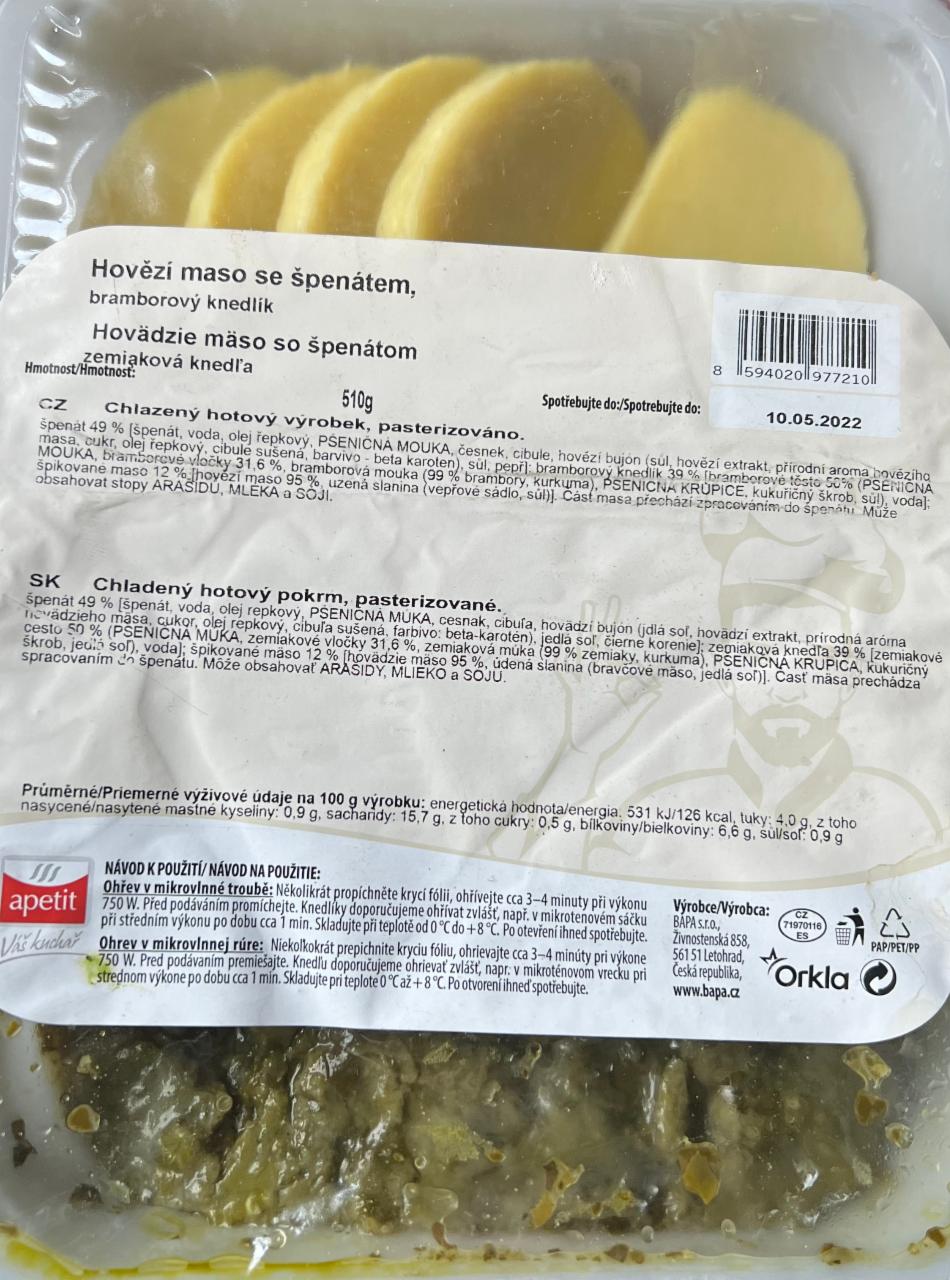 Hovězí maso se špenátem,
bramborový knedlík
Hovädzie mäso so špenátom
zemiaková knedľa
Hmotnost/Hmotnosť:
510g
Spotřebujte do:/Spotrebujte do:
8 594020 977210
10.05.2022
CZ Chlazený hotový výrobek, pasterizováno.
špenát 49 % [špenát, voda, olej řepkový, PŠENIČNÁ MOUKA, česnek, cibule, hovězí bujón (sůl, hovězí extrakt, přírodní aroma hovězího
masa, cukr, olej řepkový, cibule sušená, barvivo - beta karoten), sůl, pepř]; bramborový knedlík 39 % [bramborové těsto 50% (PŠENIČNÁ
MOUKA, bramborové vločky 31,6 %, bramborová mouka (99 % brambory, kurkuma), PŠENIČNÁ KRUPICE, kukuřičný škrob, sůl), voda];
špikované maso 12 % [hovězí maso 95 %, uzená slanina (vepřové sádlo, sůl)]. Část masa přechází zpracováním do špenátu. Může
obsahovat stopy ARAŠÍDŮ, MLÉKA a SÓJI.
SK Chladený hotový pokrm, pasterizované.
špenát 49 % [špenát, voda, olej repkový, PŠENIČNÁ MÚKA, cesnak, cibuľa, hovädzí bujón (jdlá soľ, hovädzí extrakt, prírodná aróma
hovädzieho mäsa, cukor, olej repkový, cibuľa sušená, farbivo: beta-karotén), jedlá soľ, čierne korenie]; zemiaková knedľa 39 % [zemiakové
cesto 50 % (PŠENIČNÁ MÚKA, zemiakové vločky 31,6 %, zemiaková múka (99 % zemiaky, kurkuma), PŠENIČNÁ KRUPICA, kukuričný
škrob, jedlá soľ), voda]; špikované mäso 12 % [hovädzie mäso 95 %, údená slanina (bravčové mäso, jedlá soľ)]. Časť mäsa prechádza
spracovaním do špenátu. Môže obsahovať ARAŠIDY, MLIEKO a SÓJU.
Průměrné/Priemerné výživové údaje na 100 g výrobku: energetická hodnota/energia. 531 kJ/126 kcal, tuky: 4,0 g, z toho
nasycené/nasýtené mastné kyseliny: 0,9 g, sacharidy: 15,7 g, z toho cukry: 0,5 g, bílkoviny/bielkoviny: 6,6 g, sůl/soľ: 0,9 g
apetit
Váš kuchař
NÁVOD K POUŽITÍ/ NÁVOD NA POUŽITIE:
Ohřev v mikrovlnné troubě: Několikrát propíchněte krycí fólii, ohřívejte cca 3–4 minuty při výkonu
750 W. Před podáváním promíchejte. Knedlíky doporučujeme ohřívat zvlášť, např. v mikrotenovém sáčku
při středním výkonu po dobu cca 1 min. Skladujte při teplotě od 0 °C do +8 °C. Po otevření ihned spotřebujte.
Ohrev v mikrovlnnej rúre: Niekoľkokrát prepichnite kryciu fóliu, ohrievajte cca 3–4 minúty pri výkone
750 W. Pred podávaním premiešajte. Knedlu doporučujeme ohrievať zvlášť, napr. v mikroténovom vrecku pri
strednom výkone po dobu cca 1 min. Skladujte pri teplote 0 °C až +8 °C. Po otvorení ihneď spotrebujte.
Výrobce/Výrobca:
BAPA s.r.o.,
Živnostenská 858,
561 51 Letohrad,
Česká republika,
www.bapa.cz
CZ
71970116
ES
PAP/PET/PP
Orkla